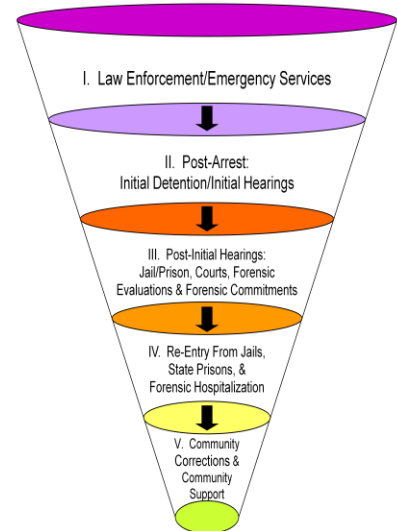 I. Law Enforcement/Emergency Services
II. Post-Arrest:
Initial Detention/Initial Hearings
III. Post-Initial Hearings:
Jail/Prison, Courts, Forensic
Evaluations & Forensic Commitments
IV. Re-Entry From Jails,
State Prisons, &
Forensic Hospitalization
V. Community
Corrections &
Community
Support